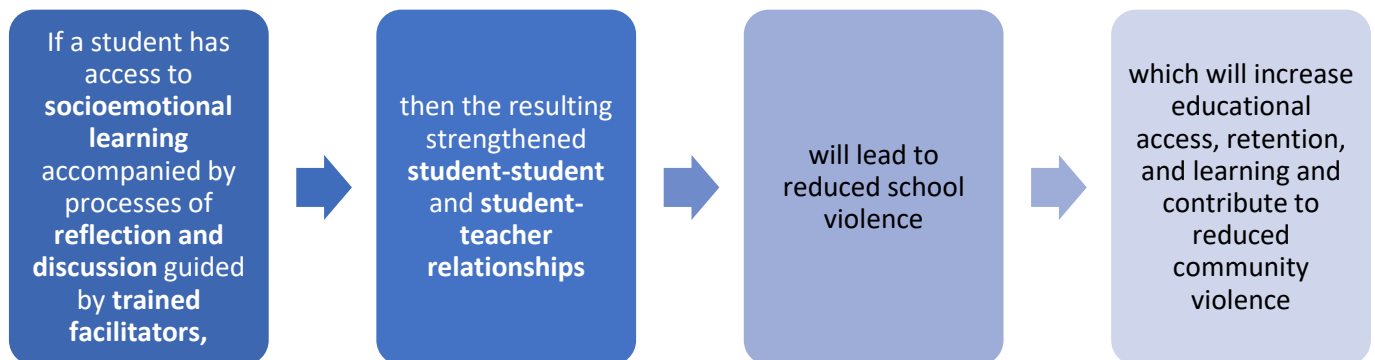 If a student has
access to
socioemotional
learning
accompanied by
processes of
reflection and
discussion guided
by trained
facilitators,
then the resulting
strengthened
student-student
and student-
teacher
relationships
will lead to
reduced school
violence
which will increase
educational
access, retention,
and learning and
contribute to
reduced
community
violence